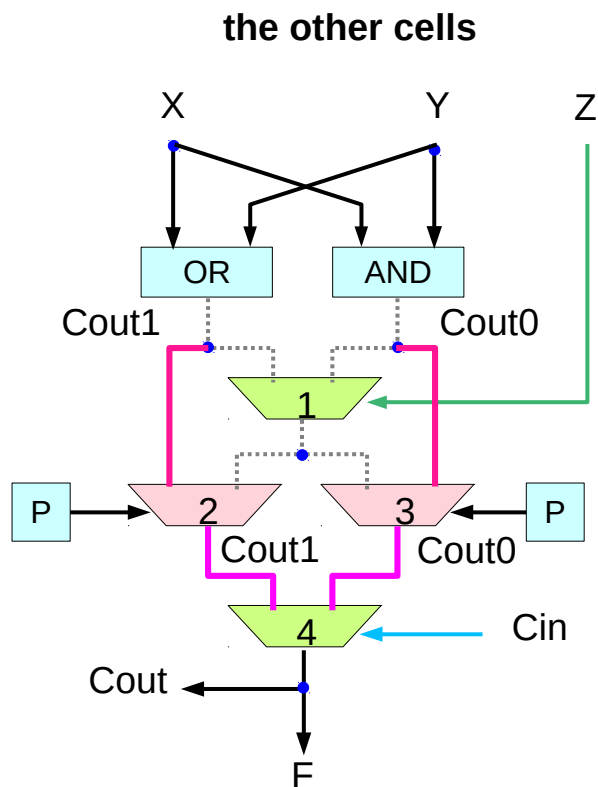 the other cells
X Y Z
OR AND
Cout1 Cout0
1
P 2 3 P
Cout1 Cout0
4 Cin
Cout
F